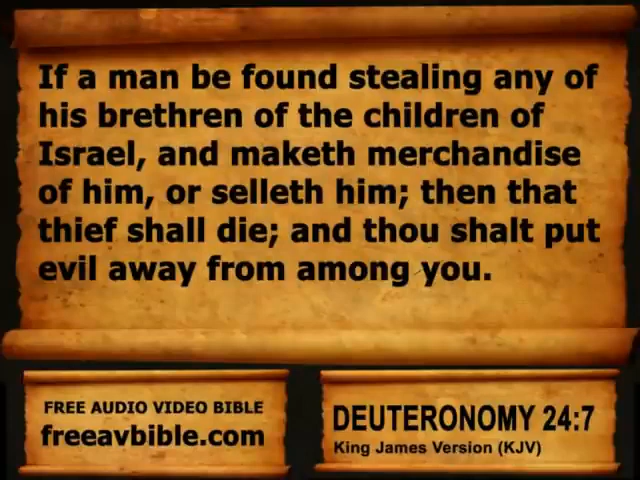 If a man be found stealing any of
his brethren of the children of
Israel, and maketh merchandise
of him, or selleth him; then that
thief shall die; and thou shalt put
evil away from among you.
FREE AUDIO VIDEO BIBLE
freeavbible.com
DEUTERONOMY 24:7
King James Version (KJV)